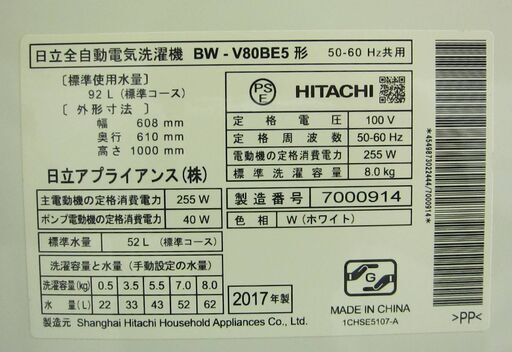 日立全自動電気洗濯機 BW-V80BE5 形 50-60 Hz共用
[標準使用水量]
92 L (標準コース)
[外形寸法]
幅 608 mm
奥行 610 mm
高さ 1000 mm
日立アプライアンス(株)
PS
E
HITACHI
定格電圧 100 V
定格周波数 50-60 Hz
電動機の定格消費電力 255 W
標準洗濯容量 8.0kg
主電動機の定格消費電力 255 W
ポンプ電動機の定格消費電力 40 W
製造番号 7000914
色相 W (ホワイト)
標準水量 52 L (標準コース)
洗濯容量と水量 (手動設定の水量)
洗濯容量(kg) 0.5 3.5 5.5 7.0 8.0
水量(L) 22 33 43 52 62
2017年製
G
MADE IN CHINA
1CHSE5107-A
製造元 Shanghai Hitachi Household Appliances Co., Ltd.
*4549873022444/7000914*
>PP<